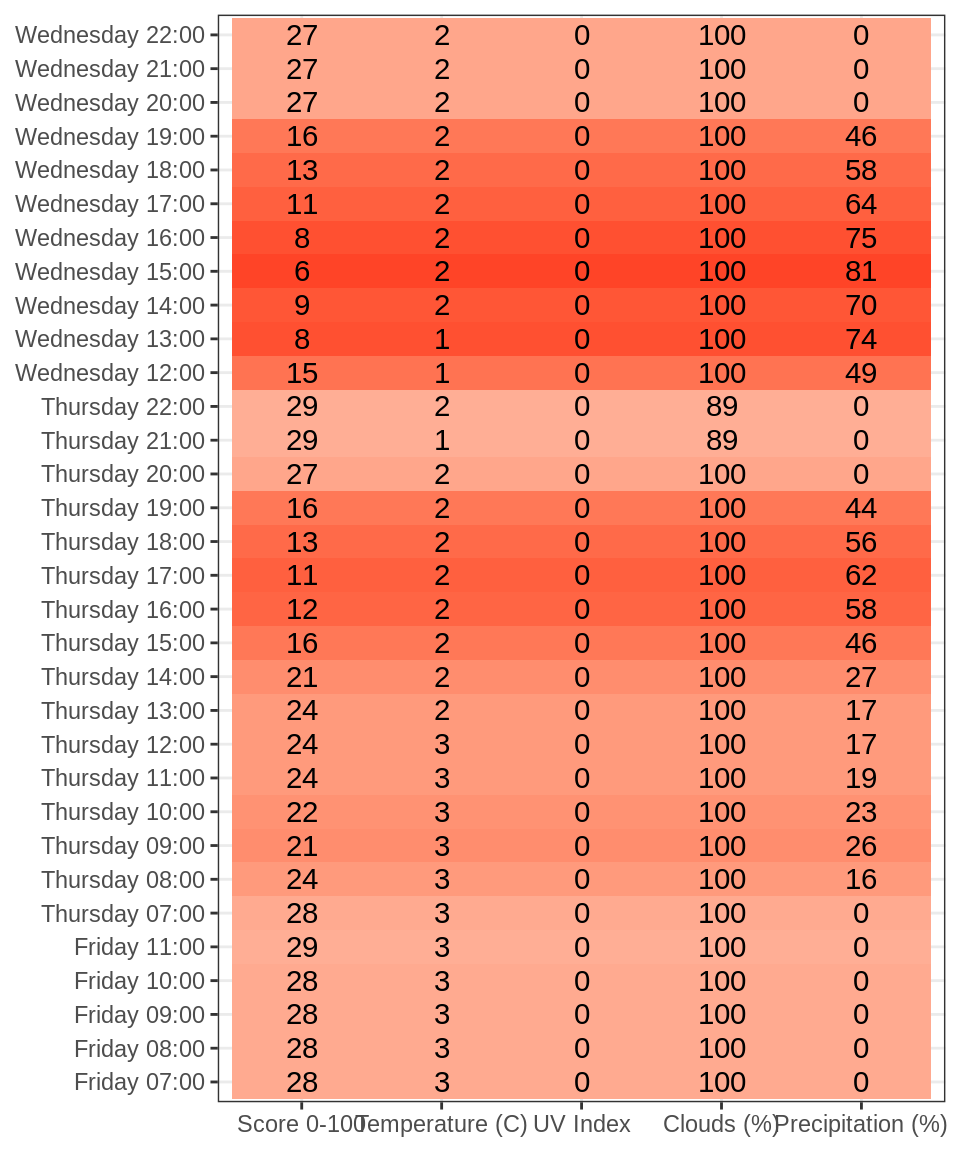 Wednesday 22:00 27 2 0 100 0
Wednesday 21:00 27 2 0 100 0
Wednesday 20:00 27 2 0 100 0
Wednesday 19:00 16 2 0 100 46
Wednesday 18:00 13 2 0 100 58
Wednesday 17:00 11 2 0 100 64
Wednesday 16:00 8 2 0 100 75
Wednesday 15:00 6 2 0 100 81
Wednesday 14:00 9 2 0 100 70
Wednesday 13:00 8 1 0 100 74
Wednesday 12:00 15 1 0 100 49
Thursday 22:00 29 2 0 89 0
Thursday 21:00 29 1 0 89 0
Thursday 20:00 27 2 0 100 0
Thursday 19:00 16 2 0 100 44
Thursday 18:00 13 2 0 100 56
Thursday 17:00 11 2 0 100 62
Thursday 16:00 12 2 0 100 58
Thursday 15:00 16 2 0 100 46
Thursday 14:00 21 2 0 100 27
Thursday 13:00 24 2 0 100 17
Thursday 12:00 24 3 0 100 17
Thursday 11:00 24 3 0 100 19
Thursday 10:00 22 3 0 100 23
Thursday 09:00 21 3 0 100 26
Thursday 08:00 24 3 0 100 16
Thursday 07:00 28 3 0 100 0
Friday 11:00 29 3 0 100 0
Friday 10:00 28 3 0 100 0
Friday 09:00 28 3 0 100 0
Friday 08:00 28 3 0 100 0
Friday 07:00 28 3 0 100 0
Score 0-100 Temperature (C) UV Index Clouds (%) Precipitation (%)